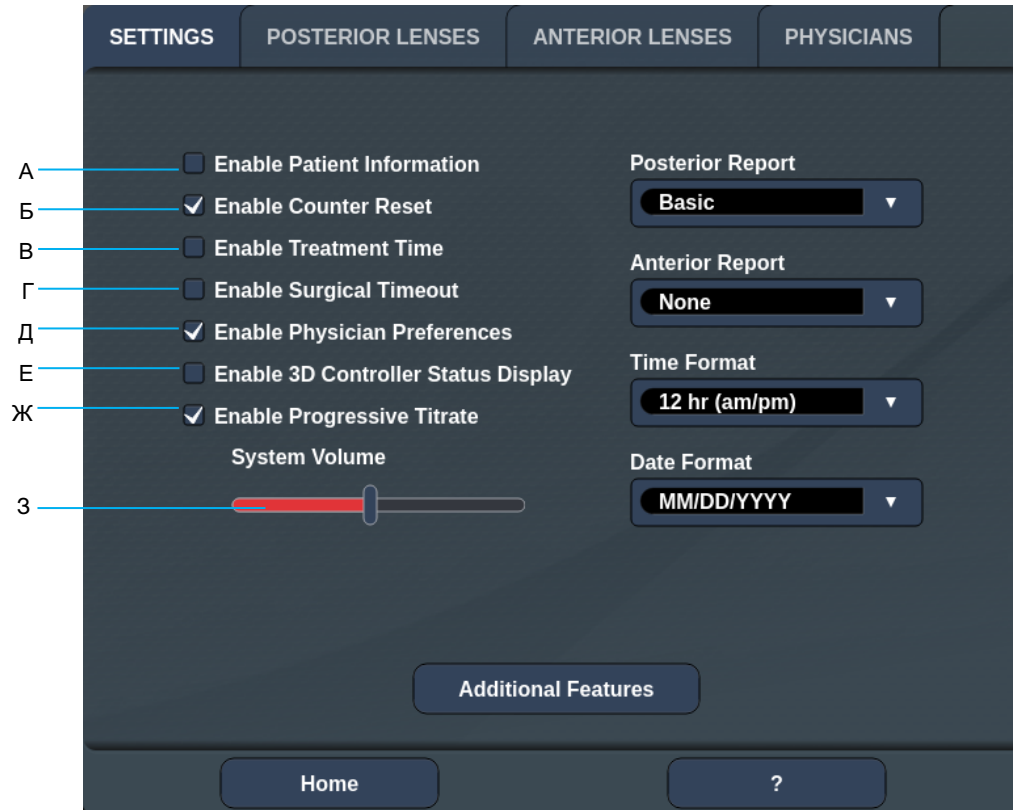 SETTINGS POSTERIOR LENSES ANTERIOR LENSES PHYSICIANS
А Enable Patient Information
Б Enable Counter Reset
В Enable Treatment Time
Г Enable Surgical Timeout
Д Enable Physician Preferences
Е Enable 3D Controller Status Display
Ж Enable Progressive Titrate
System Volume
З
Posterior Report
Basic
Anterior Report
None
Time Format
12 hr (am/pm)
Date Format
MM/DD/YYYY
Additional Features
Home ?